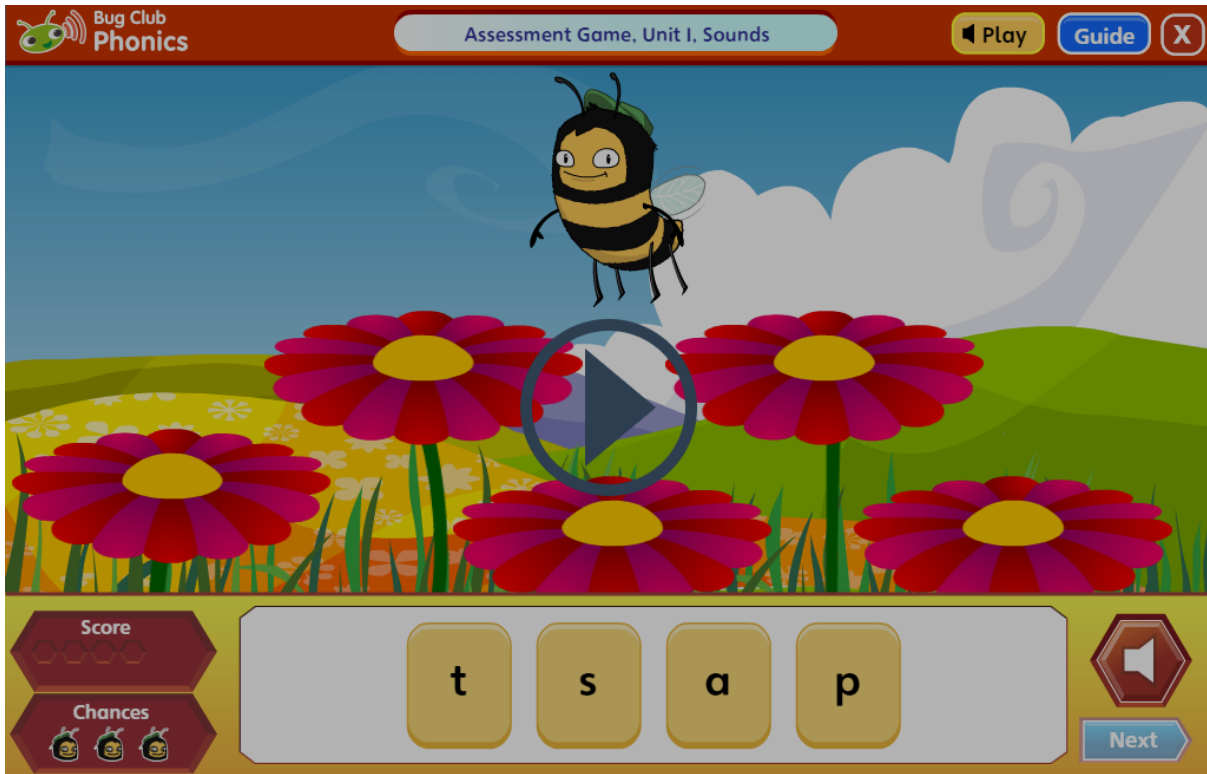 Bug Club
Phonics
Assessment Game, Unit 1, Sounds
Play
Guide
X
Score
Chances
t s a p
Next